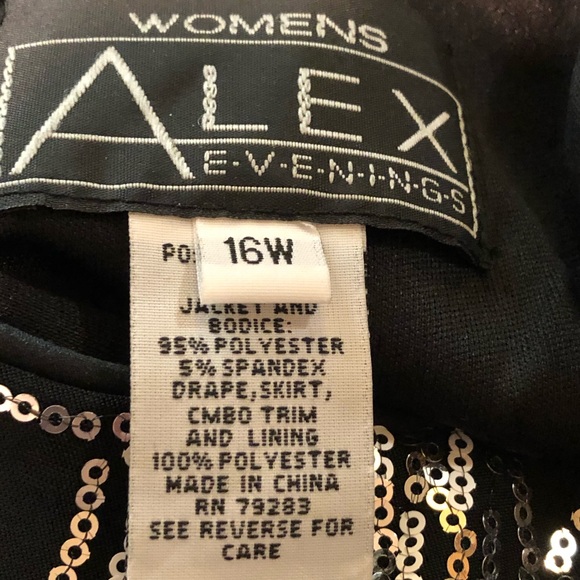 WOMENS
ALEX
E·V·E·N·I·N·G·S
16W
JACKET AND
BODICE:
95% POLYESTER
5% SPANDEX
DRAPE, SKIRT,
CMBO TRIM
AND LINING
100% POLYESTER
MADE IN CHINA
RN 79283
SEE REVERSE FOR
CARE